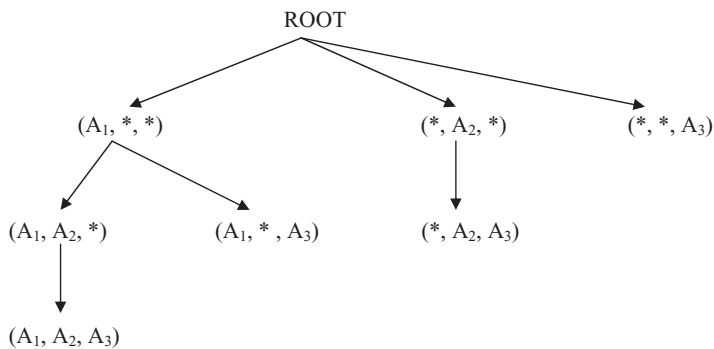 ROOT
(A₁, *, *) (*, A₂, *) (*, *, A₃)
(A₁, A₂, *) (A₁, * , A₃) (*, A₂, A₃)
(A₁, A₂, A₃)